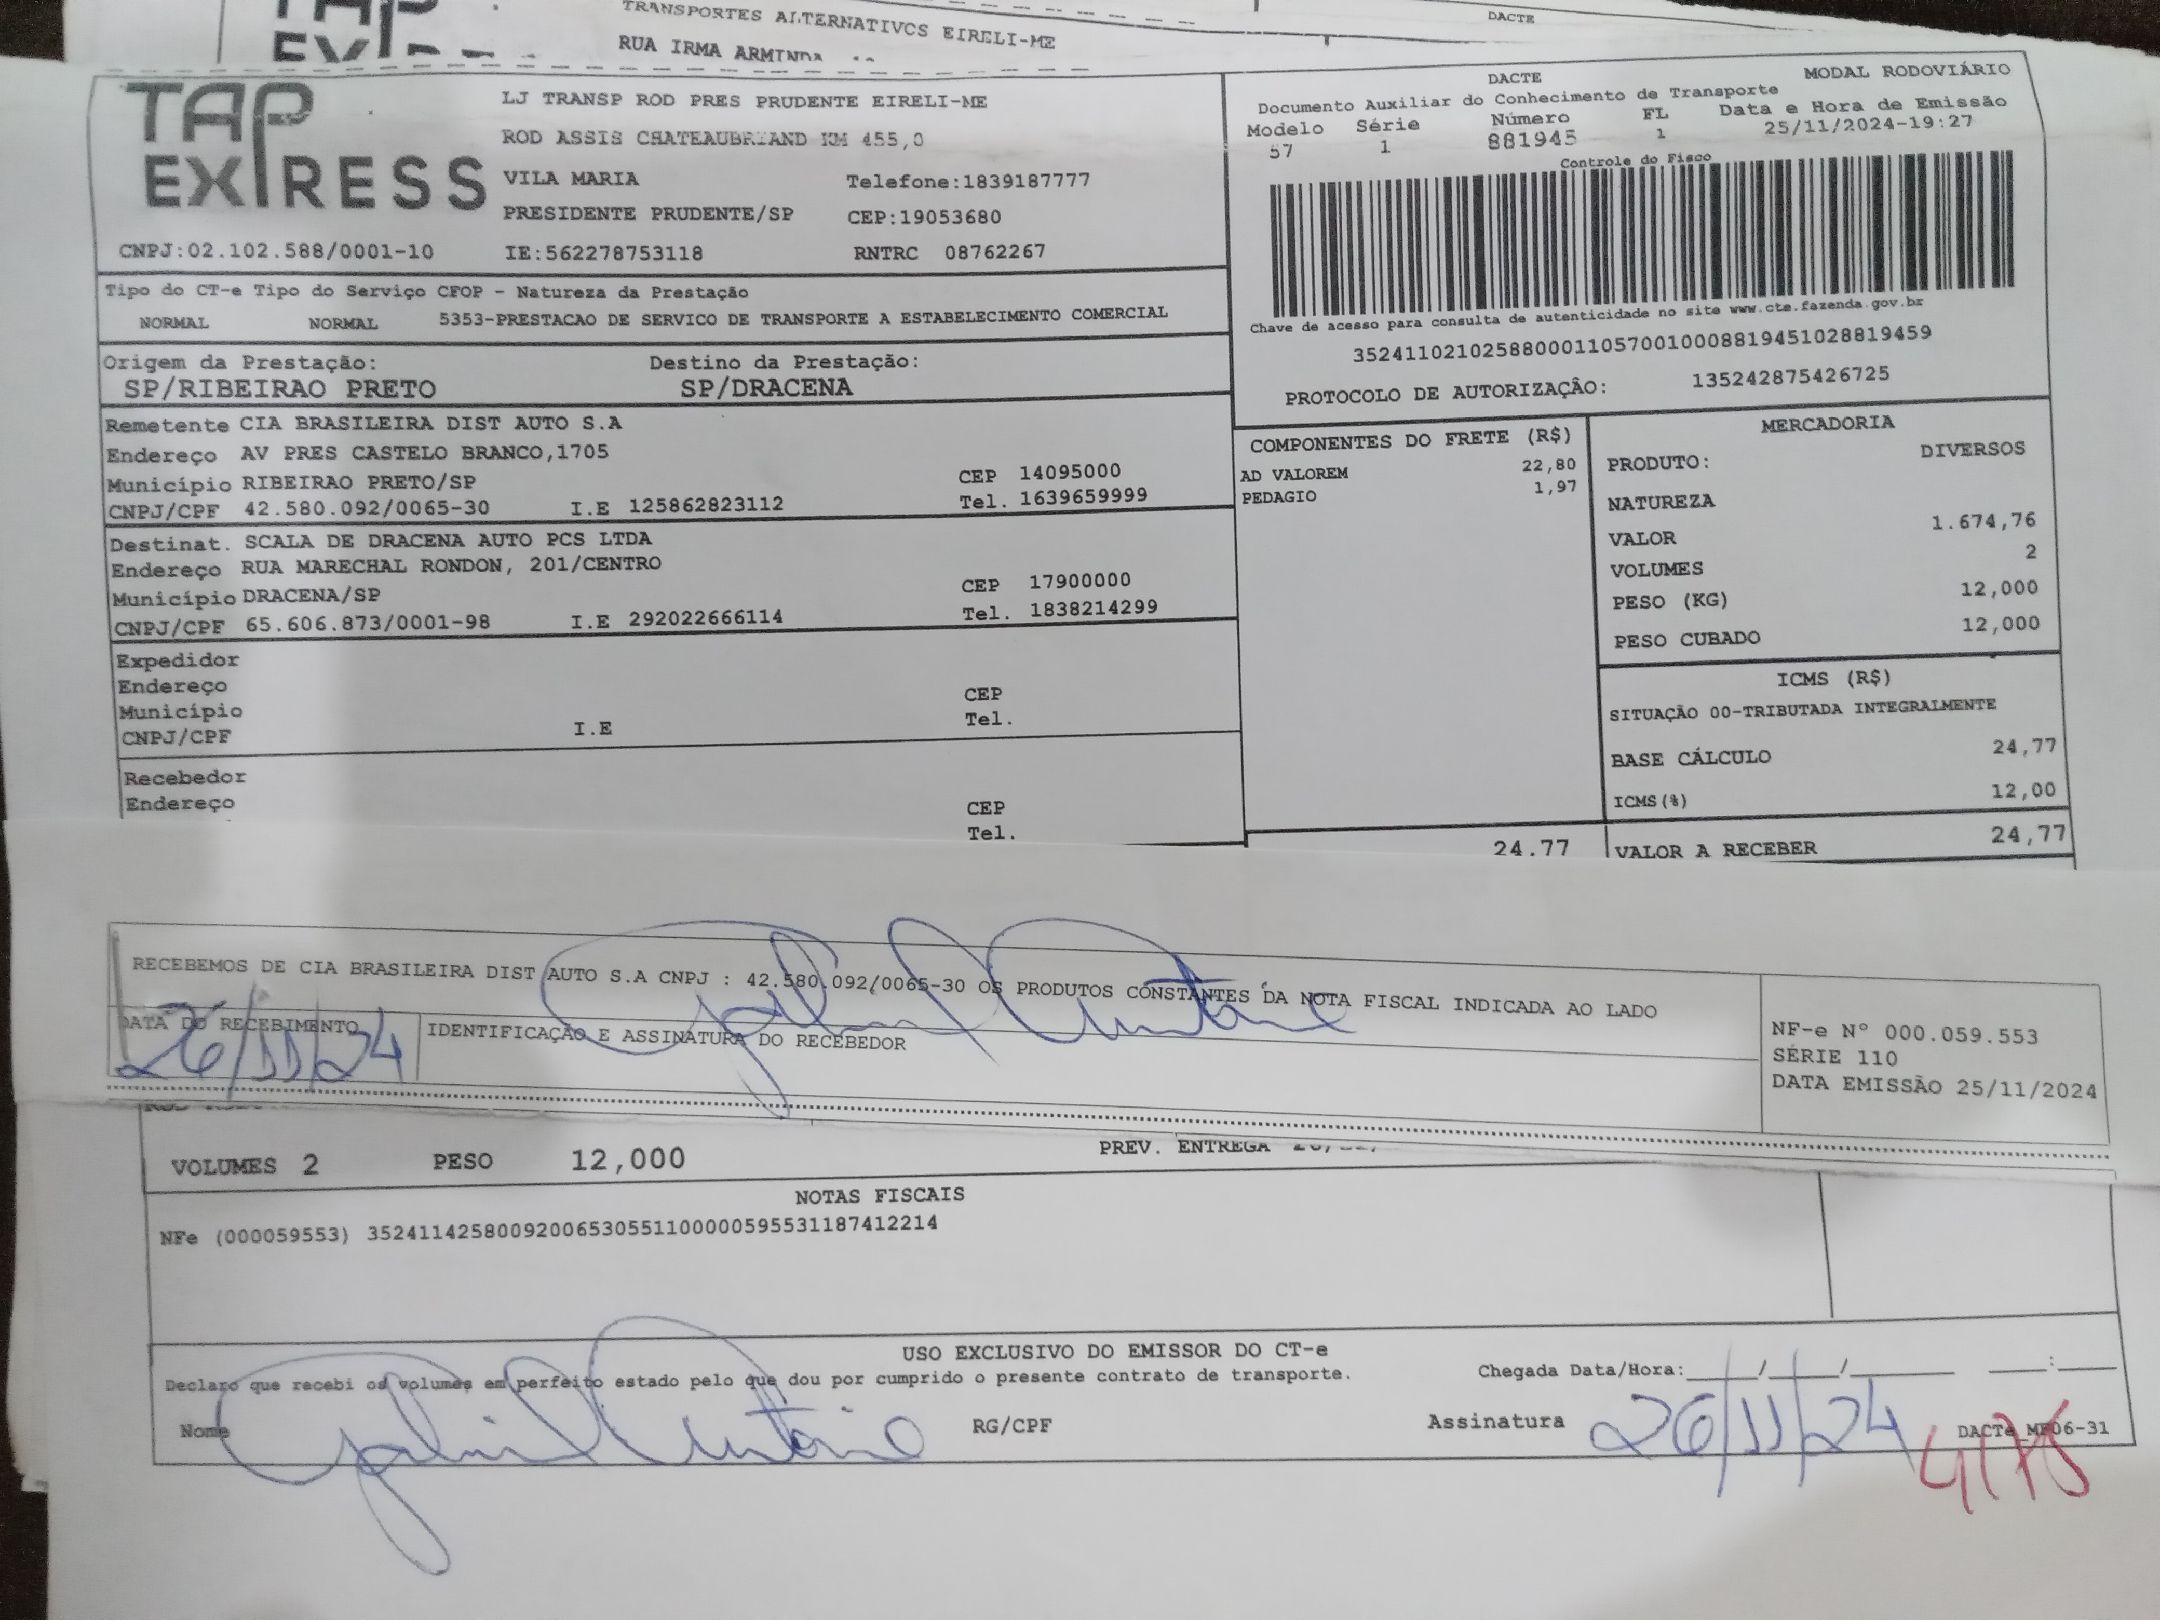 TRANSPORTES ALTERNATIVOS EIRELI-ME
DACTE
RUA IRMA ARMINDA
TAP
EXPRESS
LJ TRANSP ROD PRES PRUDENTE EIRELI-ME
ROD ASSIS CHATEAUBRIAND KM 455,0
VILA MARIA Telefone:1839187777
PRESIDENTE PRUDENTE/SP CEP:19053680
CNPJ:02.102.588/0001-10 IE:562278753118 RNTRC 08762267
DACTE MODAL RODOVIÁRIO
Documento Auxiliar do Conhecimento de Transporte
Modelo Série Número FL Data e Hora de Emissão
57 1 881945 1 25/11/2024-19:27
Controle do Fisco
Chave de acesso para consulta de autenticidade no site www.cte.fazenda.gov.br
35241102102588000110570010008819451028819459
PROTOCOLO DE AUTORIZAÇÃO: 135242875426725
Tipo do CT-e Tipo do Serviço CFOP - Natureza da Prestação
NORMAL NORMAL 5353-PRESTACAO DE SERVICO DE TRANSPORTE A ESTABELECIMENTO COMERCIAL
Origem da Prestação: Destino da Prestação:
SP/RIBEIRAO PRETO SP/DRACENA
Remetente CIA BRASILEIRA DIST AUTO S.A
Endereço AV PRES CASTELO BRANCO,1705
Município RIBEIRAO PRETO/SP CEP 14095000
CNPJ/CPF 42.580.092/0065-30 I.E 125862823112 Tel. 1639659999
Destinat. SCALA DE DRACENA AUTO PCS LTDA
Endereço RUA MARECHAL RONDON, 201/CENTRO
Município DRACENA/SP CEP 17900000
CNPJ/CPF 65.606.873/0001-98 I.E 292022666114 Tel. 1838214299
Expedidor
Endereço
Município CEP
CNPJ/CPF I.E Tel.
Recebedor
Endereço CEP
Tel.
COMPONENTES DO FRETE (R$)
AD VALOREM 22,80
PEDAGIO 1,97
24.77
MERCADORIA
PRODUTO: DIVERSOS
NATUREZA
VALOR 1.674,76
VOLUMES 2
PESO (KG) 12,000
PESO CUBADO 12,000
ICMS (R$)
SITUAÇÃO 00-TRIBUTADA INTEGRALMENTE
BASE CÁLCULO 24,77
ICMS(%) 12,00
VALOR A RECEBER 24,77
RECEBEMOS DE CIA BRASILEIRA DIST AUTO S.A CNPJ : 42.580.092/0065-30 OS PRODUTOS CONSTANTES DA NOTA FISCAL INDICADA AO LADO
DATA DO RECEBIMENTO IDENTIFICAÇÃO E ASSINATURA DO RECEBEDOR
26/11/24
NF-e Nº 000.059.553
SÉRIE 110
DATA EMISSÃO 25/11/2024
VOLUMES 2 PESO 12,000 PREV. ENTREGA
NOTAS FISCAIS
NFe (000059553) 35241142580092006530551100000595531187412214
USO EXCLUSIVO DO EMISSOR DO CT-e
Declaro que recebi os volumes em perfeito estado pelo que dou por cumprido o presente contrato de transporte. Chegada Data/Hora:____/____/____ __:__
Nome RG/CPF Assinatura 26/11/24 DACTe_MF06-31